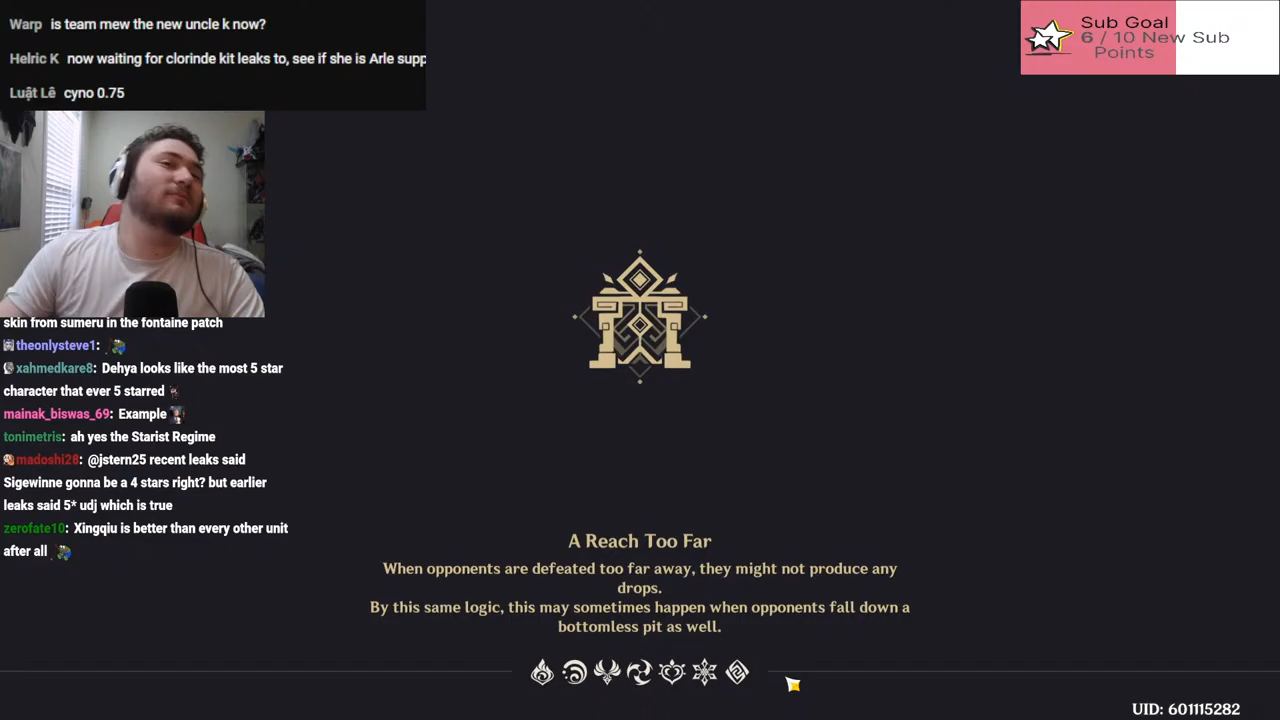 Warp is team mew the new uncle k now?
Helric K now waiting for clorinde kit leaks to, see if she is Arle supp
Luật Lê cyno 0.75
Sub Goal
6 / 10 New Sub
Points
skin from sumeru in the fontaine patch
theonlysteve1:
xahmedkare8: Dehya looks like the most 5 star
character that ever 5 starred
mainak_biswas_69: Example
tonimetris: ah yes the Starist Regime
madoshi28: @jstern25 recent leaks said
Sigewinne gonna be a 4 stars right? but earlier
leaks said 5* udj which is true
zerofate10: Xingqiu is better than every other unit
after all
A Reach Too Far
When opponents are defeated too far away, they might not produce any
drops.
By this same logic, this may sometimes happen when opponents fall down a
bottomless pit as well.
UID: 601115282